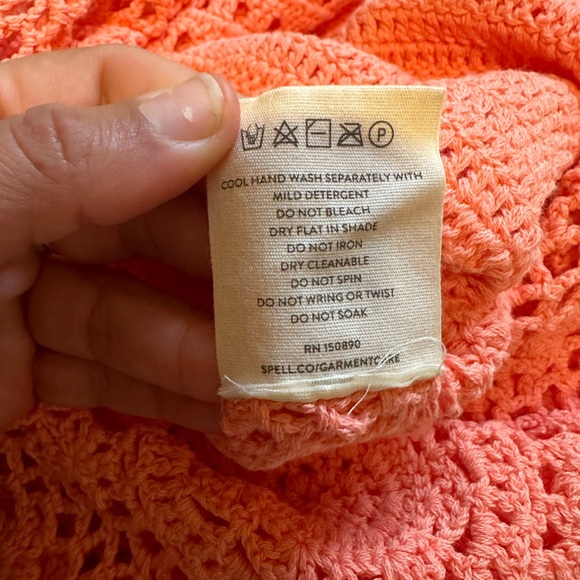 P
COOL HAND WASH SEPARATELY WITH
MILD DETERGENT
DO NOT BLEACH
DRY FLAT IN SHADE
DO NOT IRON
DRY CLEANABLE
DO NOT SPIN
DO NOT WRING OR TWIST
DO NOT SOAK
RN 150890
SPELL.CO/GARMENTCARE